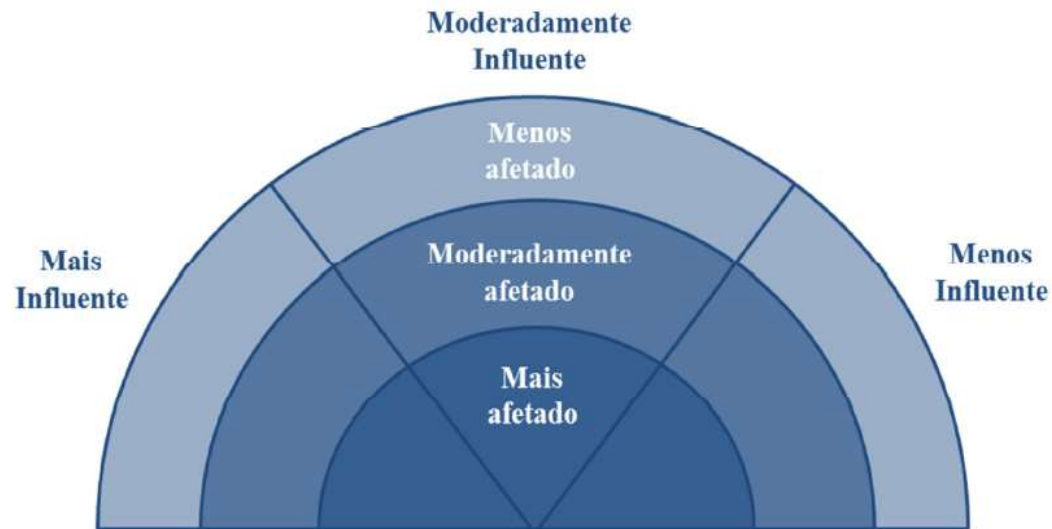 Moderadamente
Influente
Menos
afetado
Mais
Influente
Moderadamente
afetado
Menos
Influente
Mais
afetado